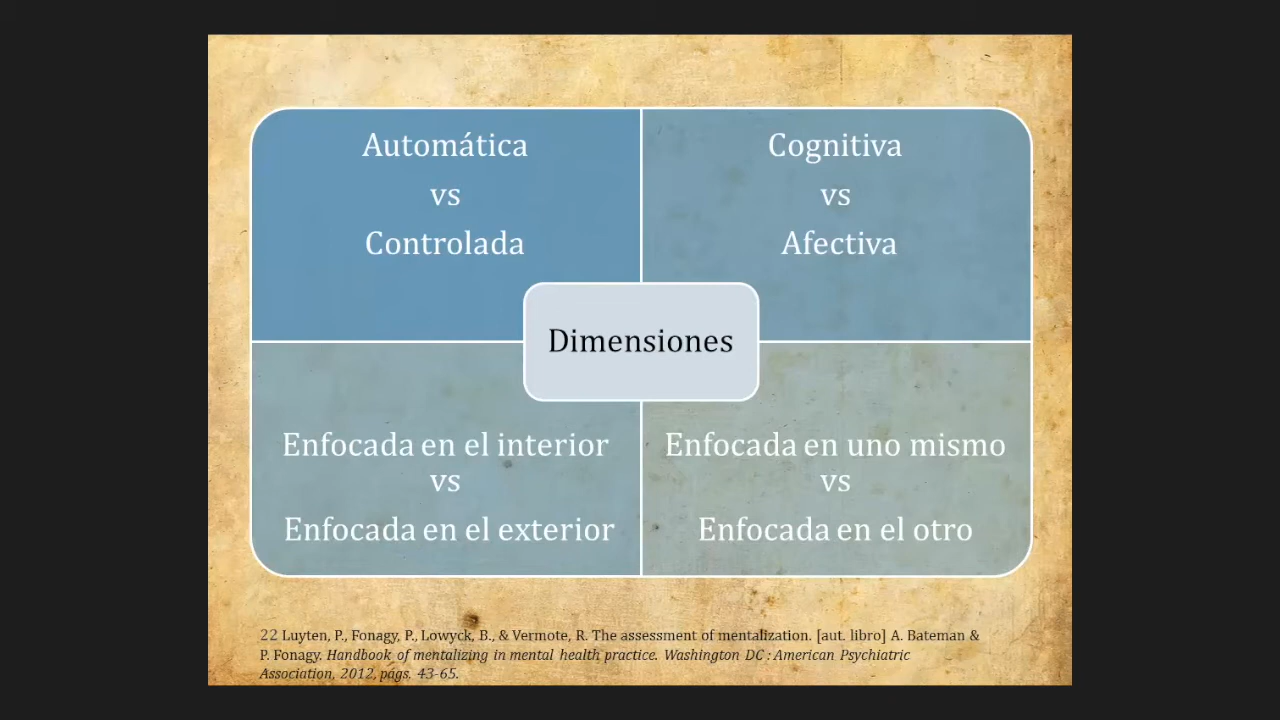 Automática
vs
Controlada
Cognitiva
vs
Afectiva
Dimensiones
Enfocada en el interior
vs
Enfocada en el exterior
Enfocada en uno mismo
vs
Enfocada en el otro
22 Luyten, P., Fonagy, P., Lowyck, B., & Vermote, R. The assessment of mentalization. [aut. libro] A. Bateman &
P. Fonagy. Handbook of mentalizing in mental health practice. Washington DC : American Psychiatric
Association, 2012, págs. 43-65.